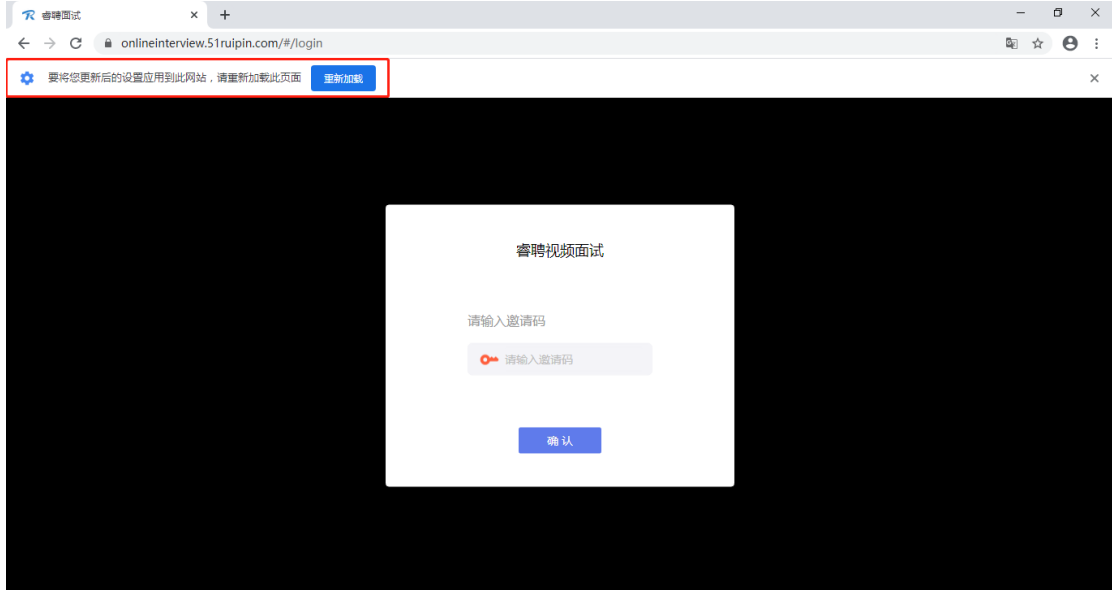 睿聘面试
onlineinterview.51ruipin.com/#/login
要将您更新后的设置应用到此网站，请重新加载此页面 重新加载
睿聘视频面试
请输入邀请码
请输入邀请码
确 认